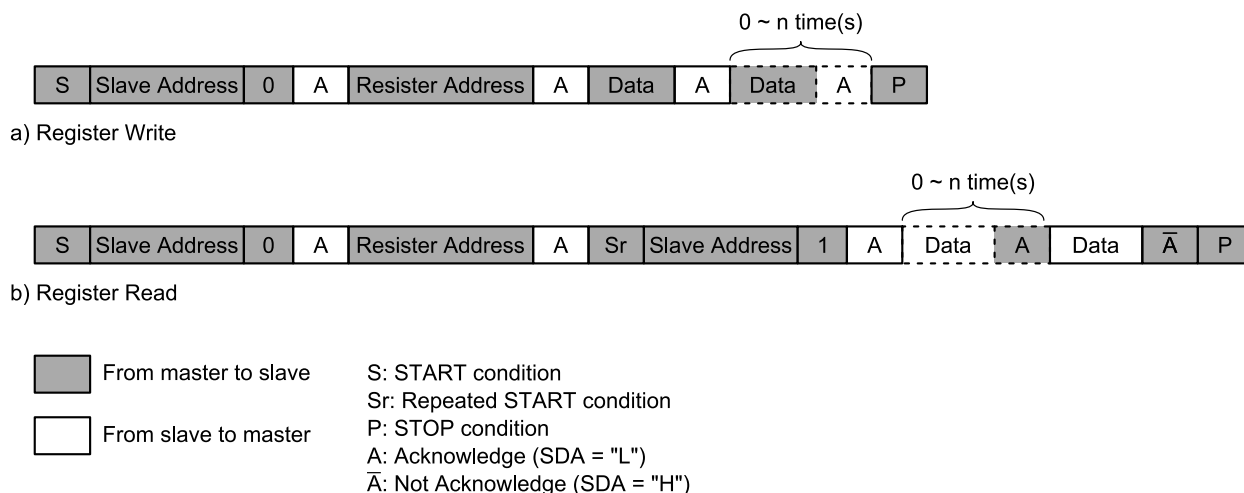 0 ~ n time(s)
S Slave Address 0 A Resister Address A Data A Data A P
a) Register Write
0 ~ n time(s)
S Slave Address 0 A Resister Address A Sr Slave Address 1 A Data A Data A̅ P
b) Register Read
From master to slave
From slave to master
S: START condition
Sr: Repeated START condition
P: STOP condition
A: Acknowledge (SDA = "L")
A̅: Not Acknowledge (SDA = "H")